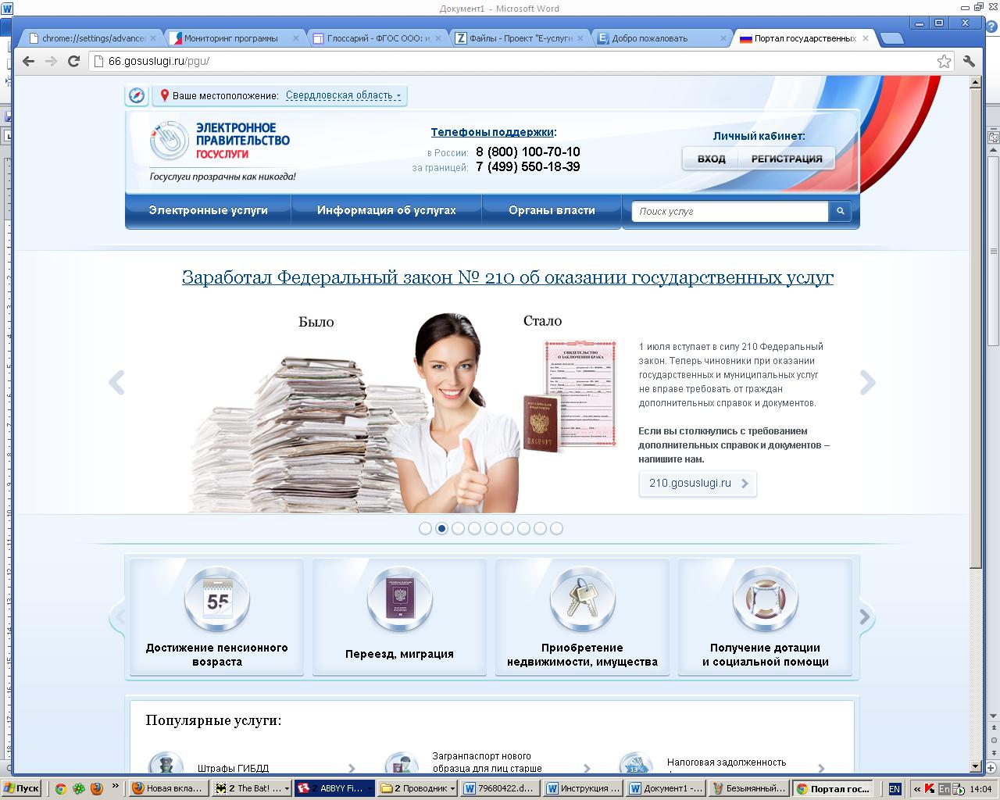 Документ1 - Microsoft Word
chrome://settings/advance
Мониторинг программы
Глоссарий - ФГОС ООО: и
Файлы - Проект "Е-услуги
Добро пожаловать
Портал государственных
66.gosuslugi.ru/pgu/
Ваше местоположение: Свердловская область
ЭЛЕКТРОННОЕ
ПРАВИТЕЛЬСТВО
ГОСУСЛУГИ
Госуслуги прозрачны как никогда!
Телефоны поддержки:
в России: 8 (800) 100-70-10
за границей: 7 (499) 550-18-39
Личный кабинет:
ВХОД РЕГИСТРАЦИЯ
Электронные услуги
Информация об услугах
Органы власти
Поиск услуг
Заработал Федеральный закон № 210 об оказании государственных услуг
Было
Стало
СВИДЕТЕЛЬСТВО
О ЗАКЛЮЧЕНИИ БРАКА
ПАСПОРТ
1 июля вступает в силу 210 Федеральный
закон. Теперь чиновники при оказании
государственных и муниципальных услуг
не вправе требовать от граждан
дополнительных справок и документов.
Если вы столкнулись с требованием
дополнительных справок и документов –
напишите нам.
210.gosuslugi.ru
55
Достижение пенсионного
возраста
Переезд, миграция
Приобретение
недвижимости, имущества
Получение дотации
и социальной помощи
Популярные услуги:
Штрафы ГИБДД
Загранпаспорт нового
образца для лиц старше
13%
Налоговая задолженность
Пуск
»
Новая вкла...
2 The Bat!
2 ABBYY Fi...
2 Проводник
79680422.d...
Инструкция ...
Документ1 -...
Безымянный...
Портал гос...
EN
«
En
14:04